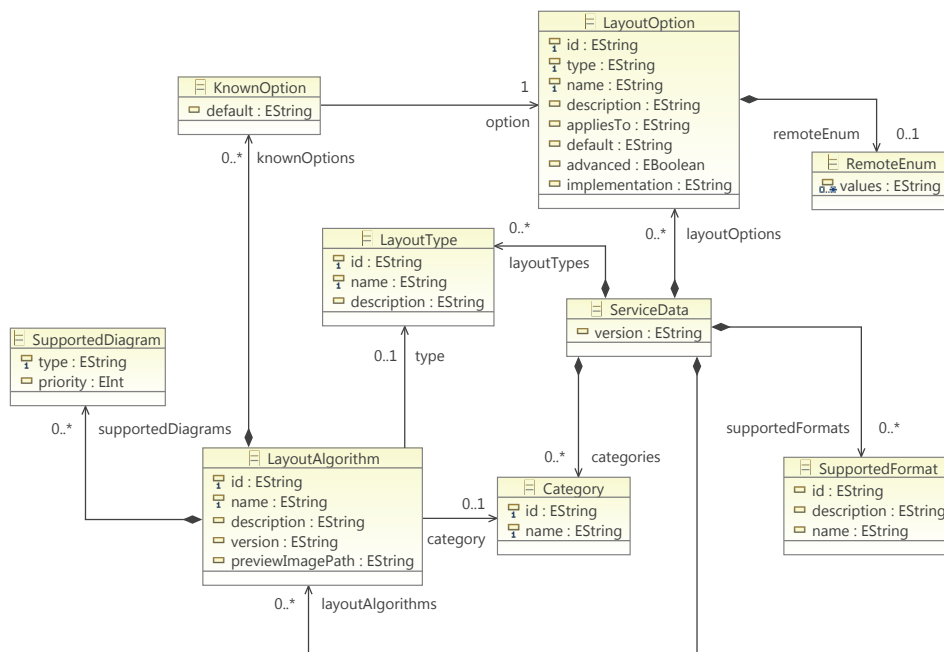 LayoutOption
id : EString
type : EString
name : EString
description : EString
appliesTo : EString
default : EString
advanced : EBoolean
implementation : EString
KnownOption
default : EString
1
option
0..*
knownOptions
remoteEnum
0..1
RemoteEnum
0..*
values : EString
LayoutType
id : EString
name : EString
description : EString
0..*
layoutTypes
0..*
layoutOptions
ServiceData
version : EString
SupportedDiagram
type : EString
priority : EInt
0..1
type
0..*
supportedDiagrams
supportedFormats
0..*
LayoutAlgorithm
id : EString
name : EString
description : EString
version : EString
previewImagePath : EString
0..*
categories
0..1
category
Category
id : EString
name : EString
SupportedFormat
id : EString
description : EString
name : EString
0..*
layoutAlgorithms